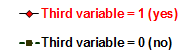 Third variable = 1 (yes)
Third variable = 0 (no)